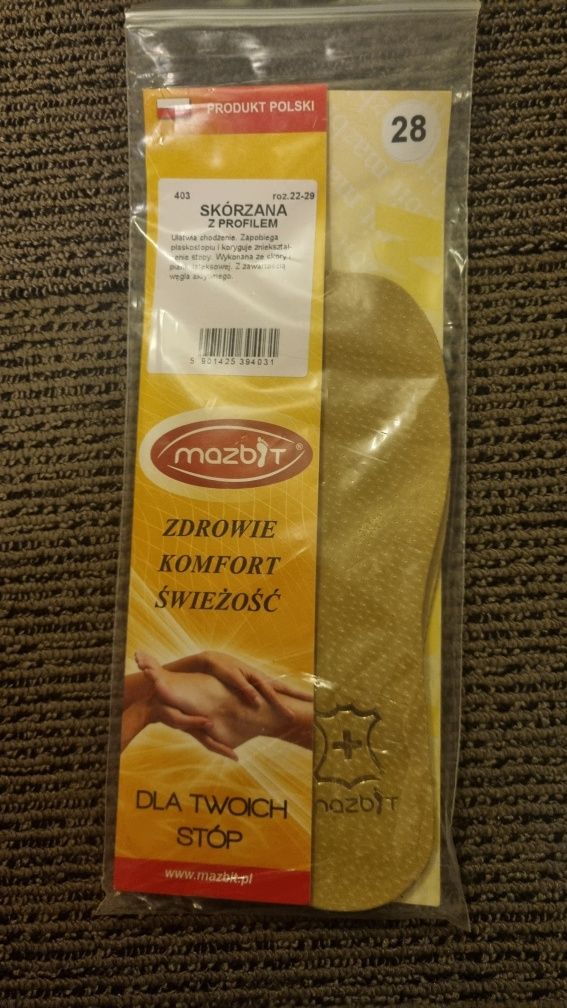 PRODUKT POLSKI
28
403 roz.22-29
SKÓRZANA
Z PROFILEM
Ułatwia chodzenie. Zapobiega
płaskostopiu i koryguje zniekształ-
cenie stopy. Wykonana ze skóry i
pianki lateksowej. Z zawartością
węgla aktywnego.
5 901425 394031
mazbIT®
ZDROWIE
KOMFORT
ŚWIEŻOŚĆ
mazbIT
DLA TWOICH
STÓP
www.mazbit.pl